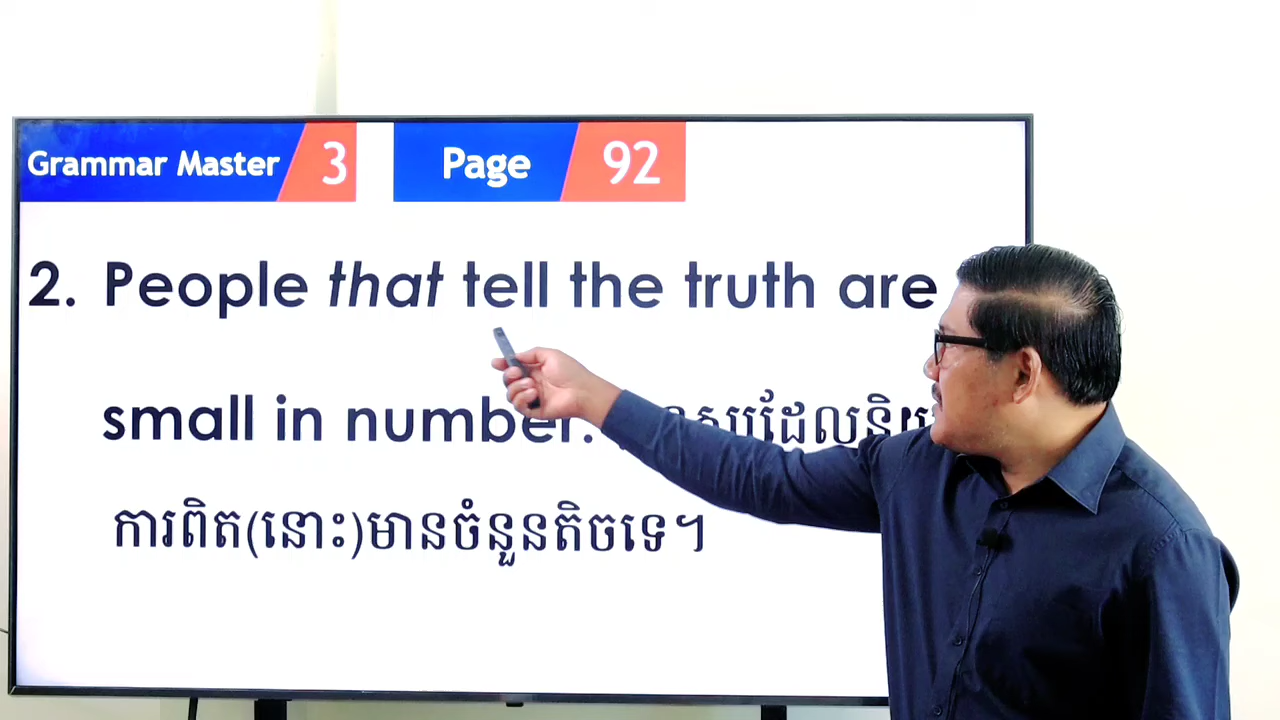 Grammar Master 3 Page 92
2. People that tell the truth are
small in number.
ការពិត(នោះ)មានចំនួនតិចទេ។